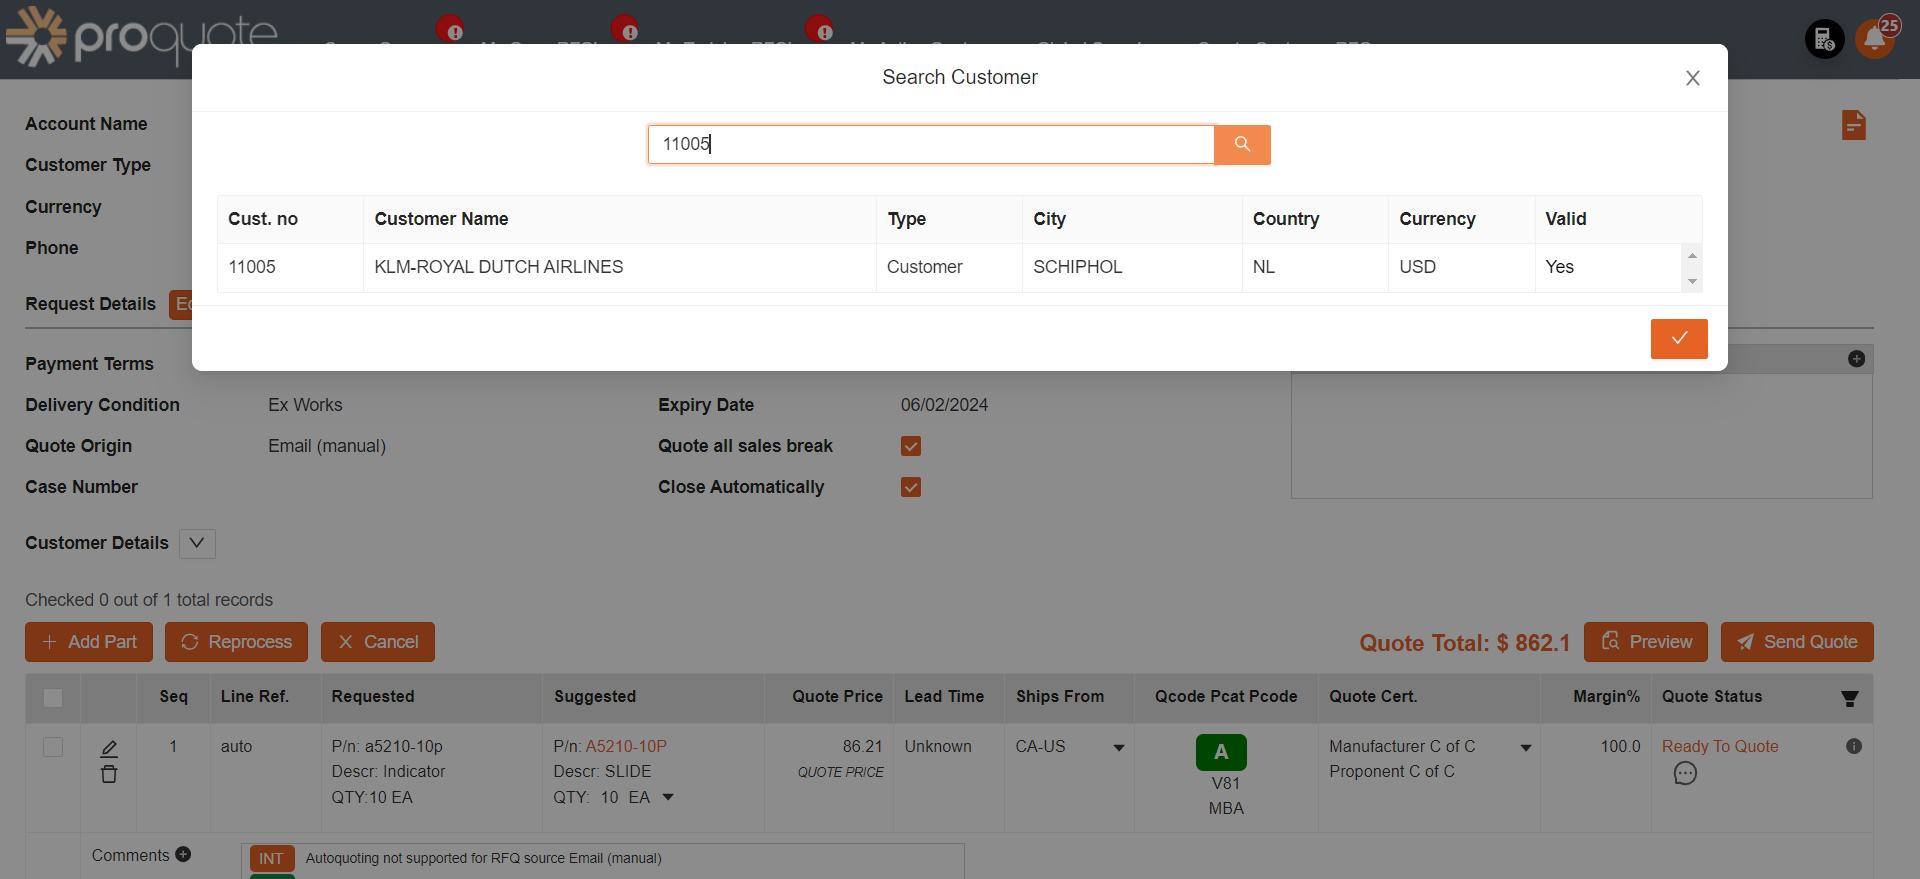 proquote
25
Search Customer
11005
Account Name
Customer Type
Currency
Phone
Cust. no Customer Name Type City Country Currency Valid
11005 KLM-ROYAL DUTCH AIRLINES Customer SCHIPHOL NL USD Yes
Request Details
Payment Terms
Delivery Condition Ex Works Expiry Date 06/02/2024
Quote Origin Email (manual) Quote all sales break
Case Number Close Automatically
Customer Details
Checked 0 out of 1 total records
Add Part Reprocess Cancel Quote Total: $ 862.1 Preview Send Quote
Seq Line Ref. Requested Suggested Quote Price Lead Time Ships From Qcode Pcat Pcode Quote Cert. Margin% Quote Status
1 auto P/n: a5210-10p P/n: A5210-10P 86.21 Unknown CA-US A Manufacturer C of C 100.0 Ready To Quote
Descr: Indicator Descr: SLIDE QUOTE PRICE V81 Proponent C of C
QTY:10 EA QTY: 10 EA MBA
Comments INT Autoquoting not supported for RFQ source Email (manual)